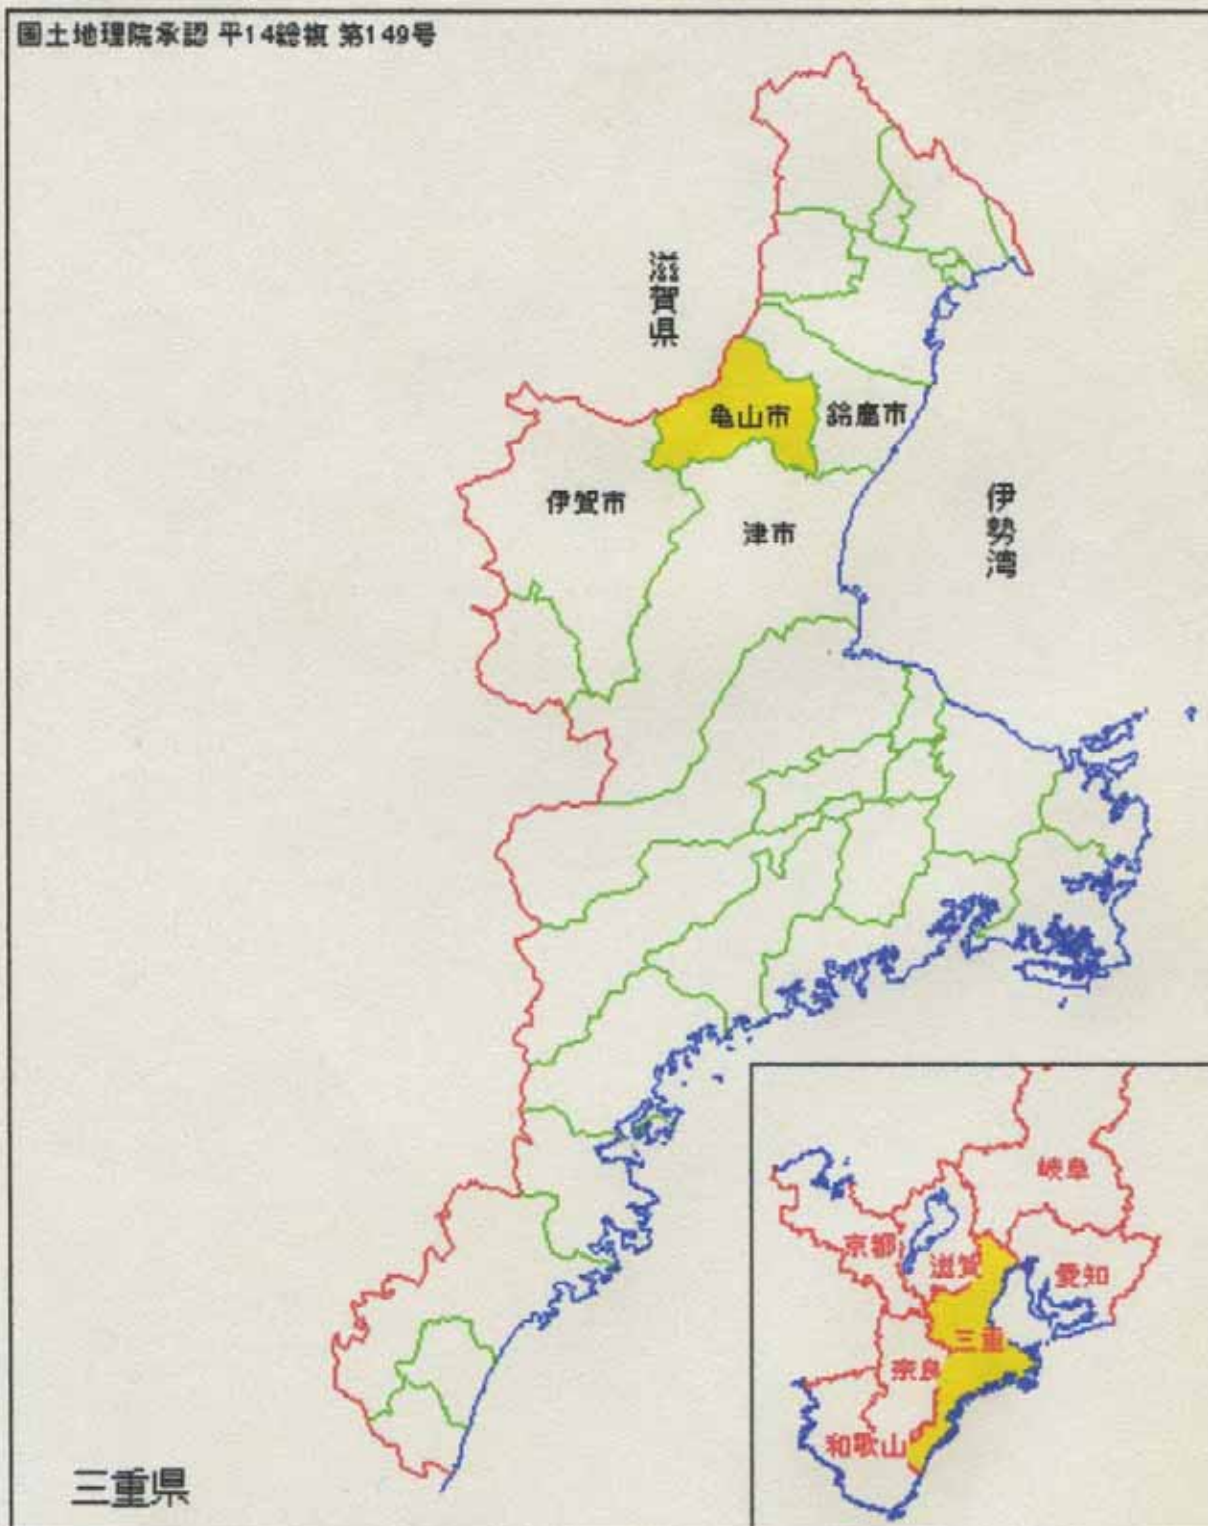 国土地理院承認 平14総複 第149号
滋賀県
亀山市
鈴鹿市
伊賀市
津市
伊勢湾
三重県
岐阜
京都
滋賀
愛知
三重
奈良
和歌山